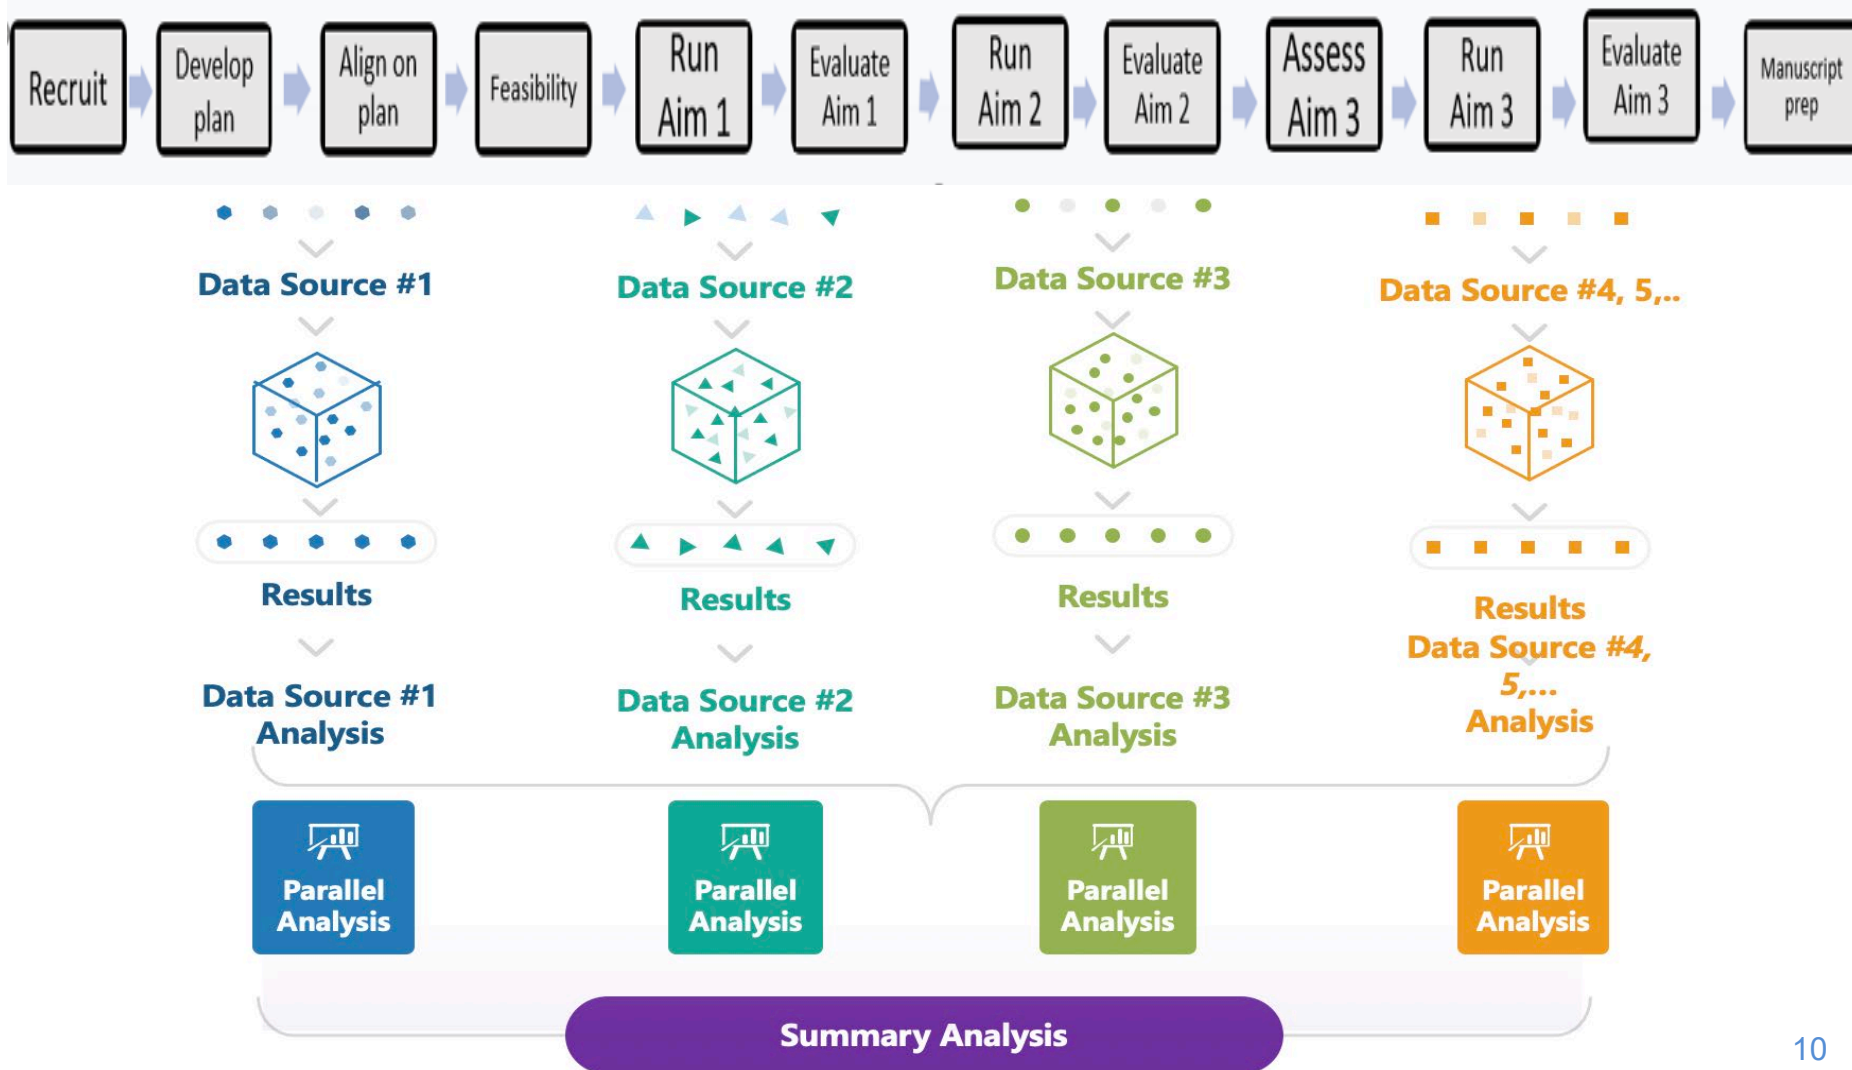 Recruit
Develop
plan
Align on
plan
Feasibility
Run
Aim 1
Evaluate
Aim 1
Run
Aim 2
Evaluate
Aim 2
Assess
Aim 3
Run
Aim 3
Evaluate
Aim 3
Manuscript
prep
Data Source #1
Data Source #2
Data Source #3
Data Source #4, 5,..
Results
Results
Results
Results
Data Source #1
Analysis
Data Source #2
Analysis
Data Source #3
Analysis
Data Source #4,
5,...
Analysis
Parallel
Analysis
Parallel
Analysis
Parallel
Analysis
Parallel
Analysis
Summary Analysis
10